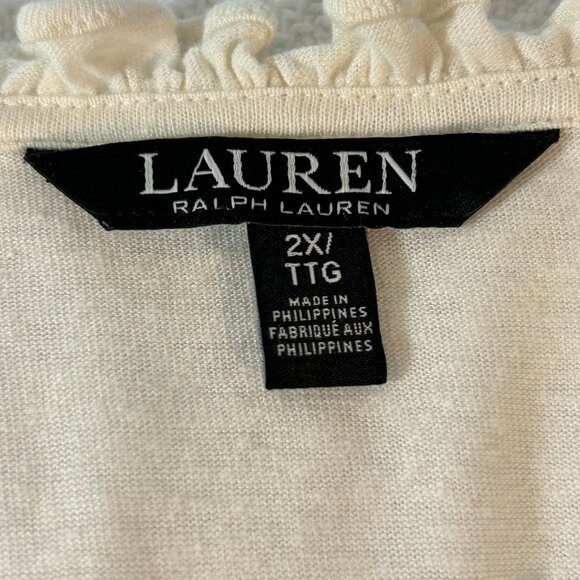 LAUREN
RALPH LAUREN
2X/
TTG
MADE IN
PHILIPPINES
FABRIQUÉ AUX
PHILIPPINES